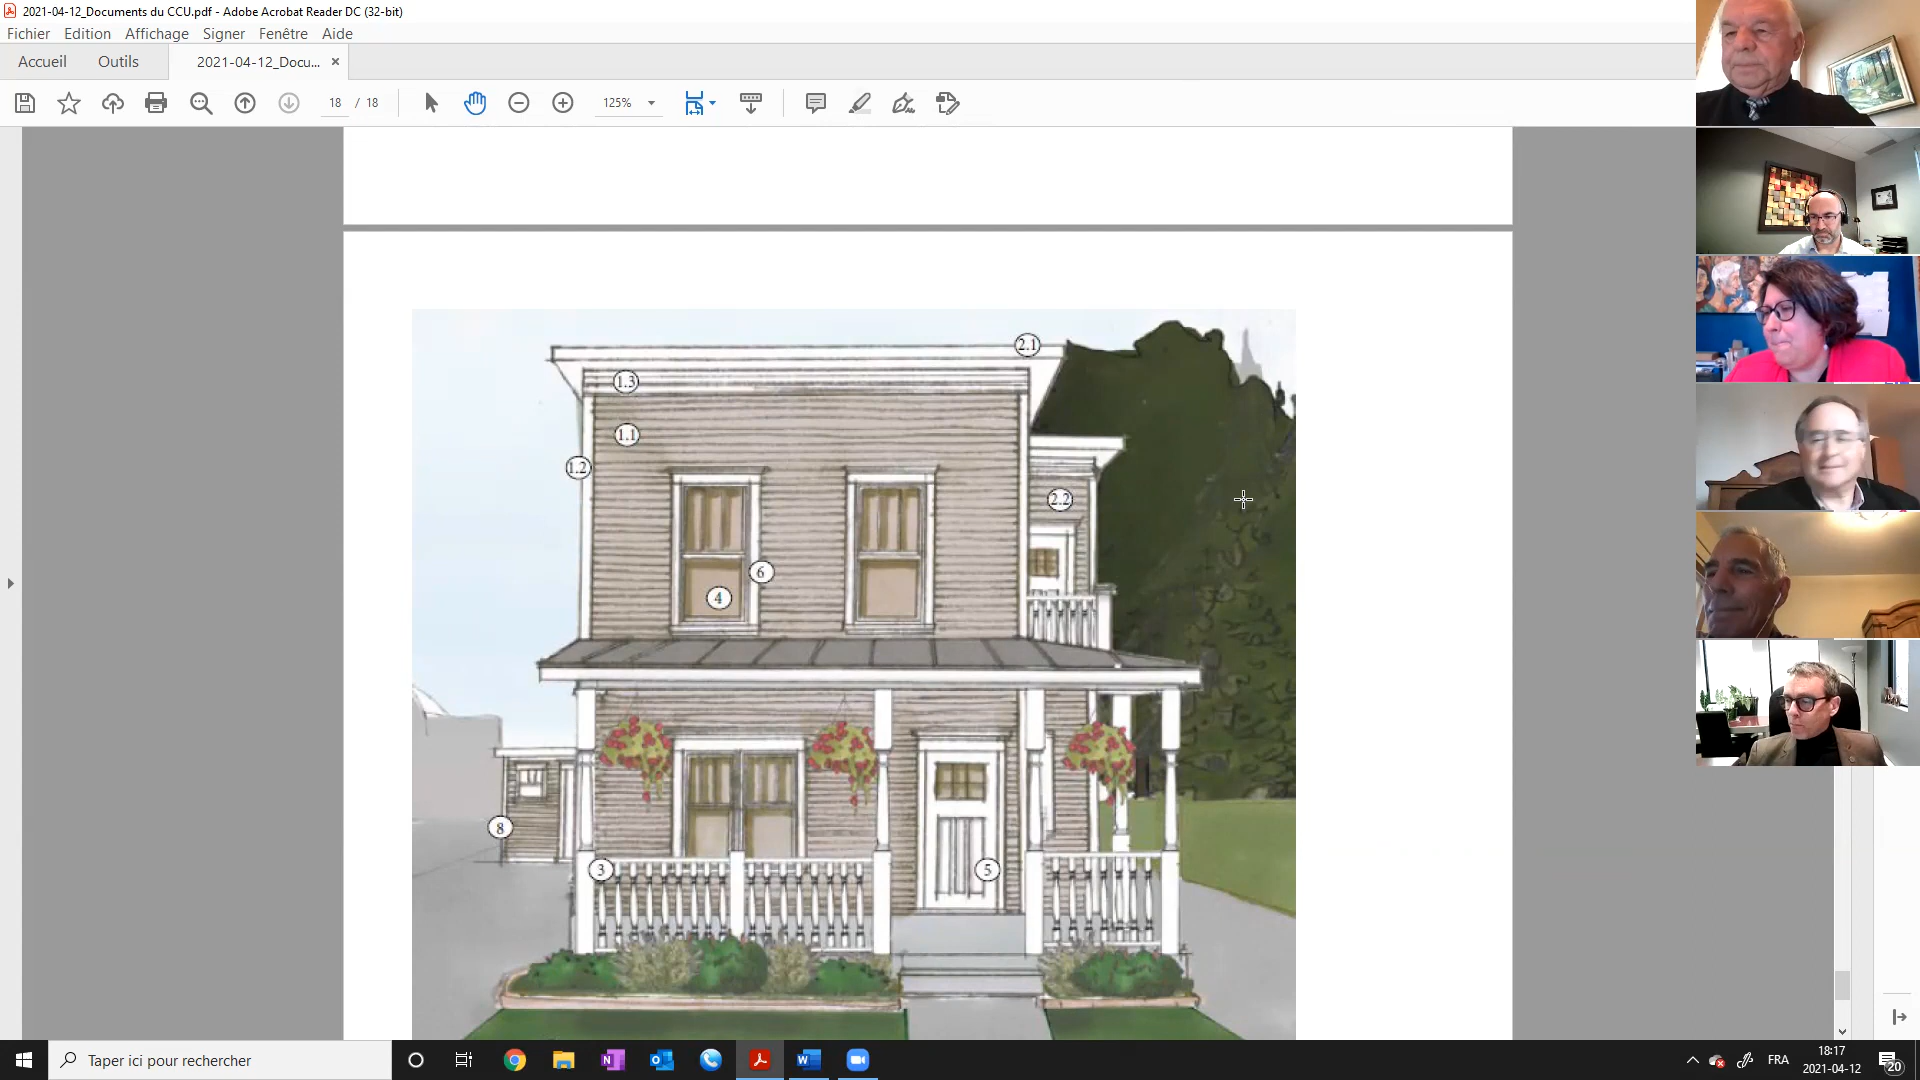 2021-04-12_Documents du CCU.pdf - Adobe Acrobat Reader DC (32-bit)
Fichier Edition Affichage Signer Fenêtre Aide
Accueil Outils 2021-04-12_Docu... ×
18 / 18 125%
2.1
1.3
1.1
1.2
2.2
6
4
8
3
5
Taper ici pour rechercher
FRA
18:17
2021-04-12
20